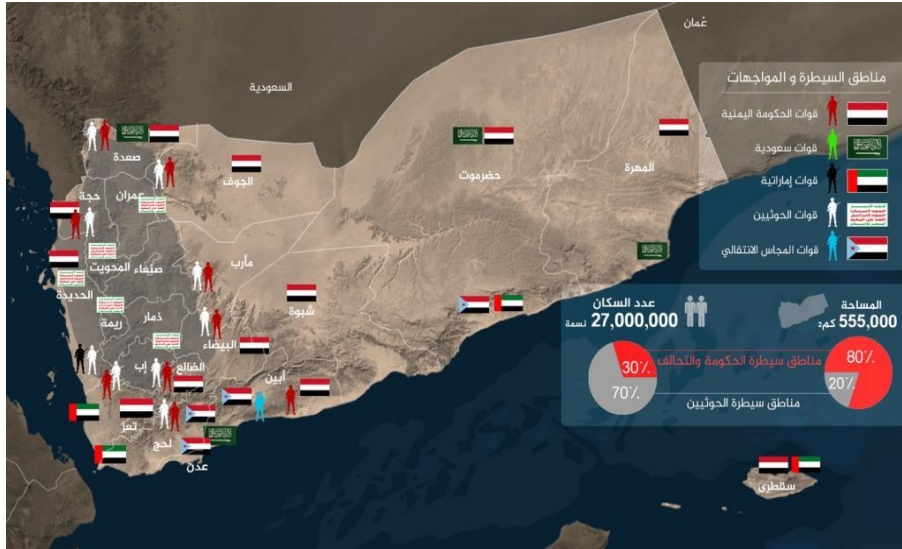 عُمان
السعودية
مناطق السيطرة و المواجهات
قوات الحكومة اليمنية
قوات سعودية
قوات إماراتية
قوات الحوثيين
قوات المجلس الانتقالي
صعدة
الجوف
حضرموت
المهرة
حجة
عمران
مأرب
المحويت
صنعاء
الحديدة
شبوة
ذمار
ريمة
البيضاء
إب
الضالع
أبين
تعز
لحج
عدن
سقطرى
المساحة
555,000 كم2
عدد السكان
27,000,000 نسمة
مناطق سيطرة الحكومة والتحالف
80٪
20٪
30٪
70٪
مناطق سيطرة الحوثيين